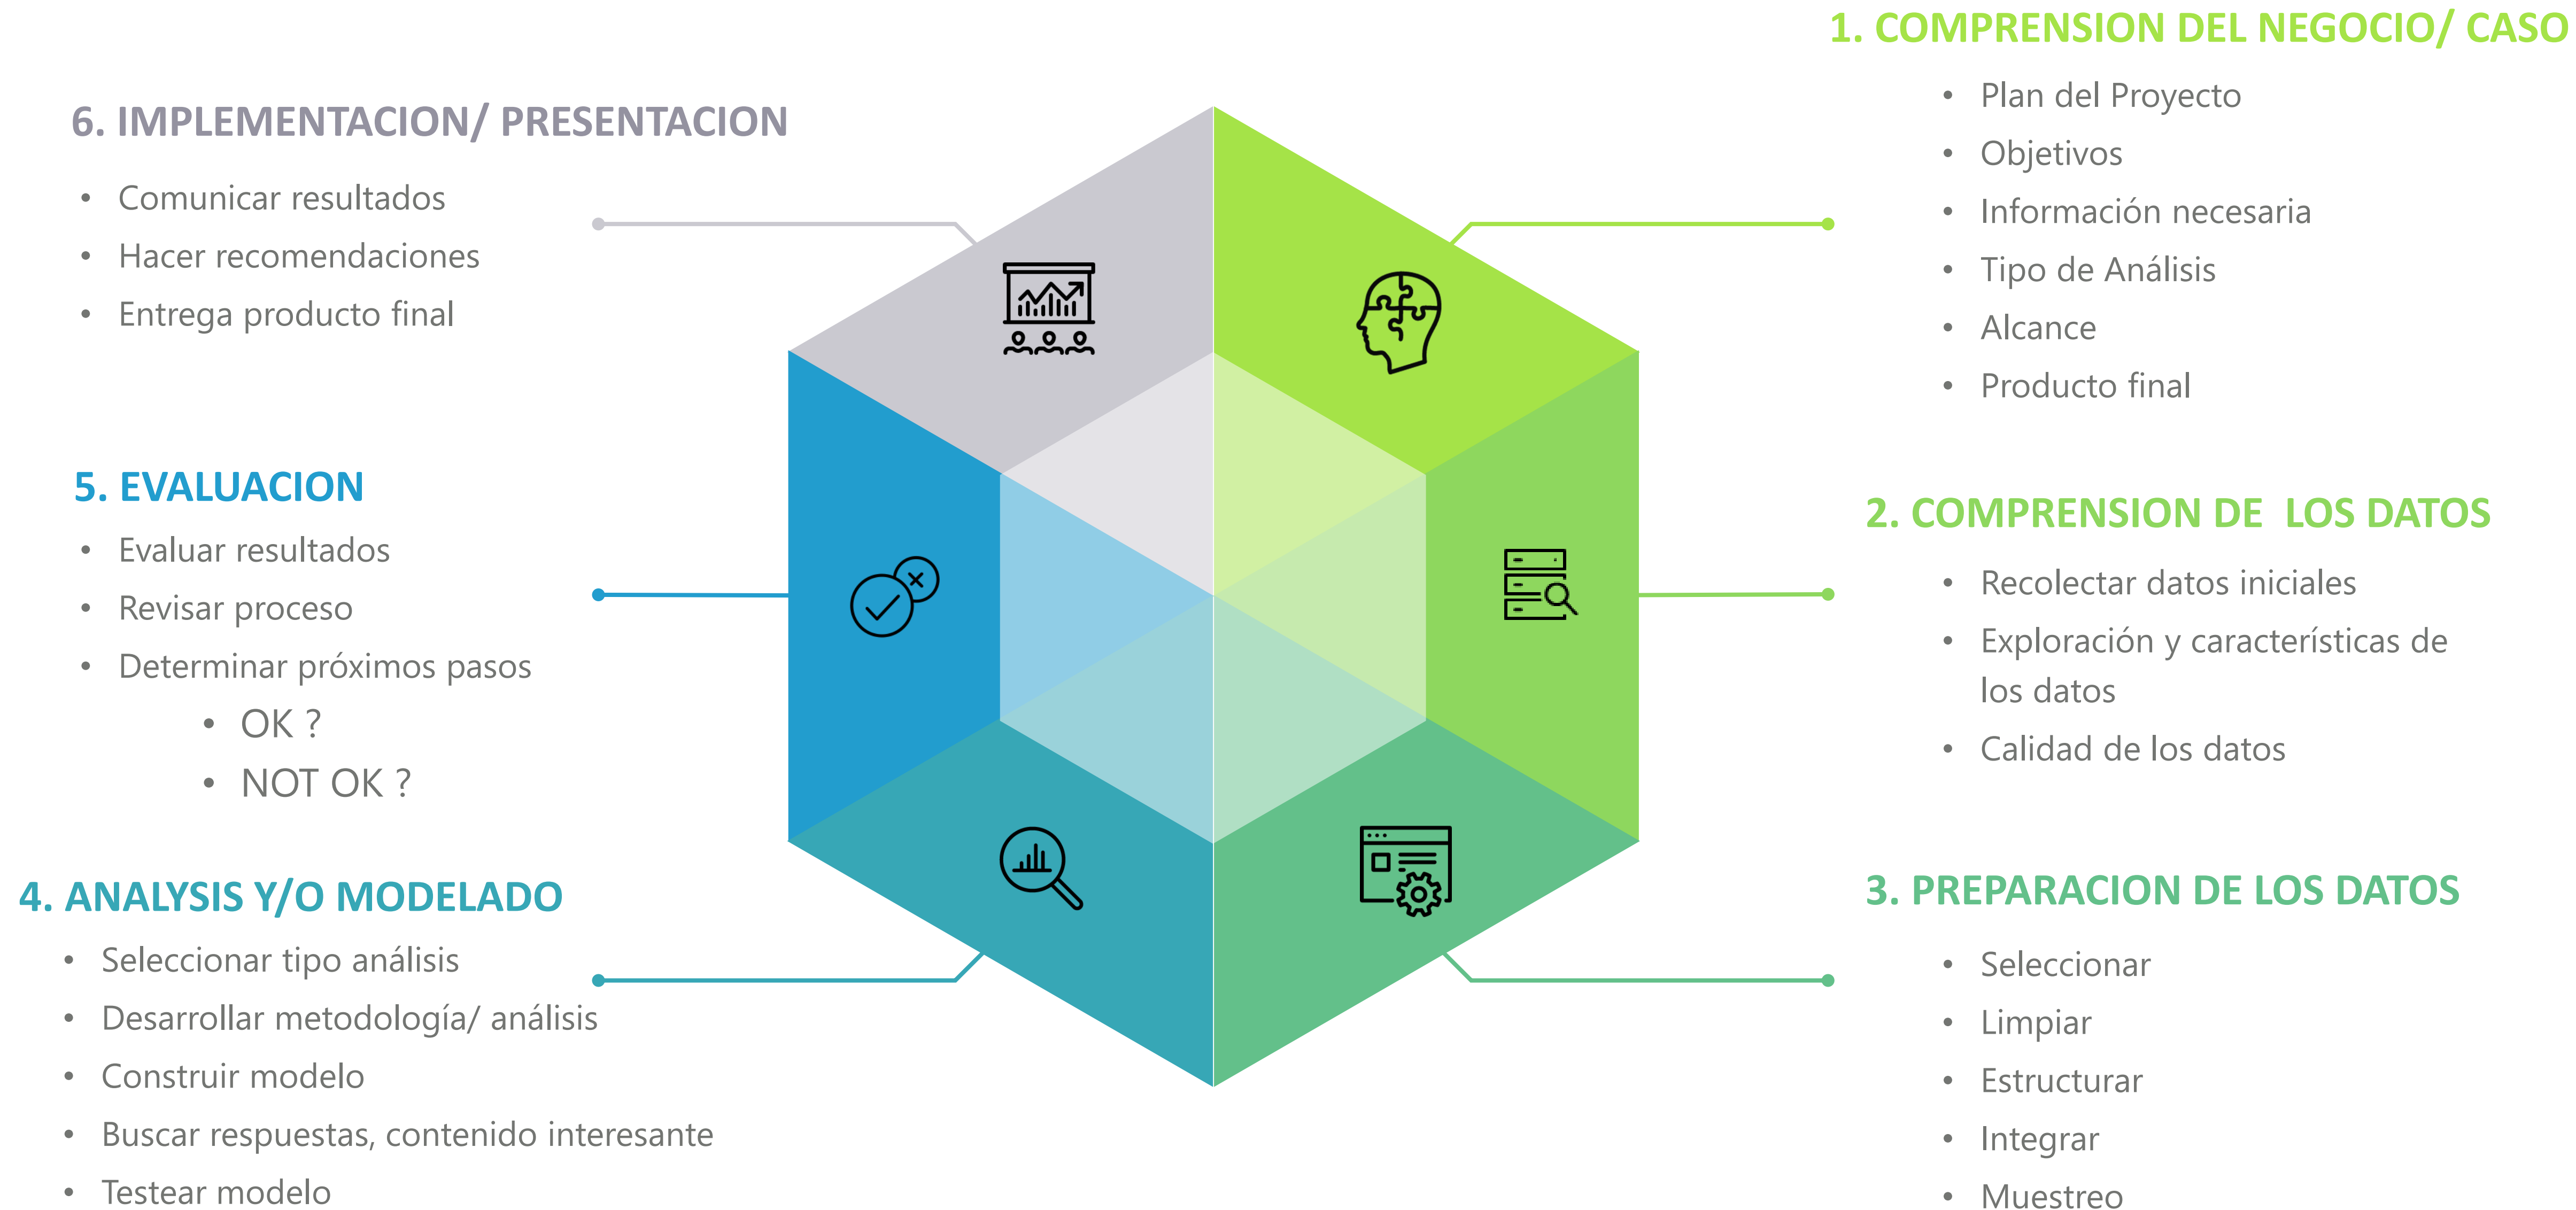 1. COMPRENSION DEL NEGOCIO/ CASO
• Plan del Proyecto
• Objetivos
• Información necesaria
• Tipo de Análisis
• Alcance
• Producto final
2. COMPRENSION DE  LOS DATOS
• Recolectar datos iniciales
• Exploración y características de
los datos
• Calidad de los datos
3. PREPARACION DE LOS DATOS
• Seleccionar
• Limpiar
• Estructurar
• Integrar
• Muestreo
4. ANALYSIS Y/O MODELADO
• Seleccionar tipo análisis
• Desarrollar metodología/ análisis
• Construir modelo
• Buscar respuestas, contenido interesante
• Testear modelo
5. EVALUACION
• Evaluar resultados
• Revisar proceso
• Determinar próximos pasos
• OK ?
• NOT OK ?
6. IMPLEMENTACION/ PRESENTACION
• Comunicar resultados
• Hacer recomendaciones
• Entrega producto final